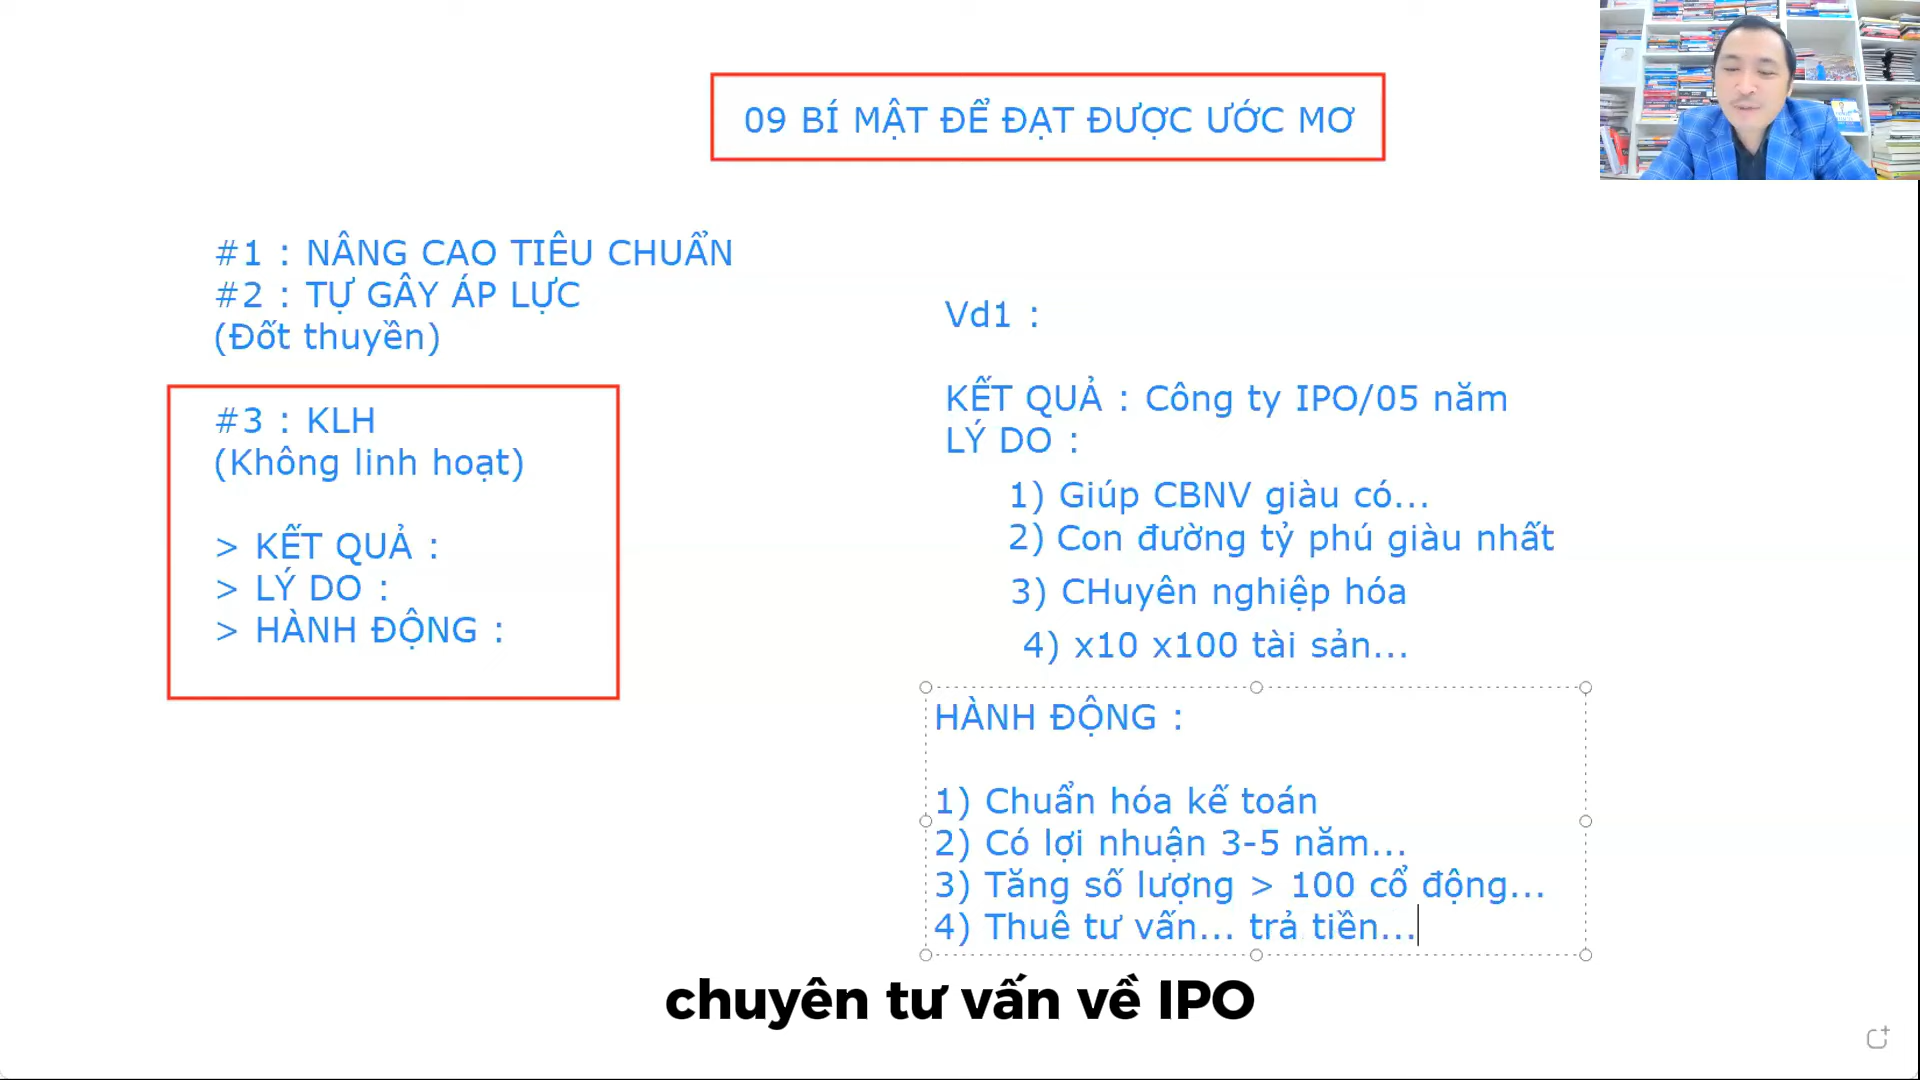 09 BÍ MẬT ĐỂ ĐẠT ĐƯỢC ƯỚC MƠ
#1 : NÂNG CAO TIÊU CHUẨN
#2 : TỰ GÂY ÁP LỰC
(Đốt thuyền)
#3 : KLH
(Không linh hoạt)
> KẾT QUẢ :
> LÝ DO :
> HÀNH ĐỘNG :
Vd1 :
KẾT QUẢ : Công ty IPO/05 năm
LÝ DO :
1) Giúp CBNV giàu có...
2) Con đường tỷ phú giàu nhất
3) CHuyên nghiệp hóa
4) x10 x100 tài sản...
HÀNH ĐỘNG :
1) Chuẩn hóa kế toán
2) Có lợi nhuận 3-5 năm...
3) Tăng số lượng > 100 cổ động...
4) Thuê tư vấn... trả tiền...
chuyên tư vấn về IPO